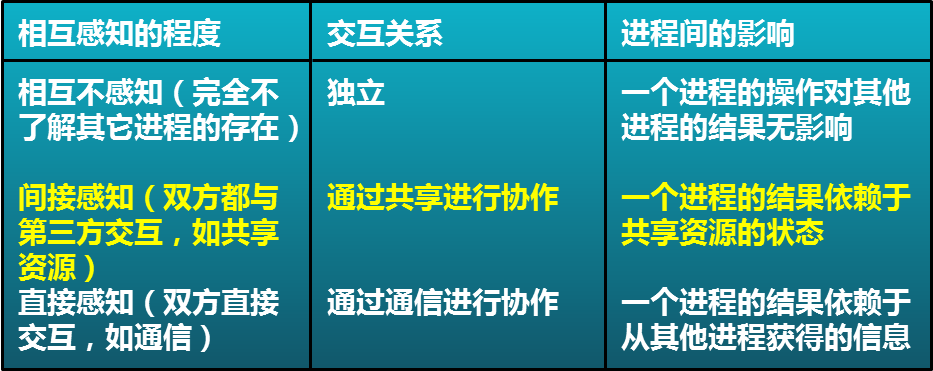 相互感知的程度
交互关系
进程间的影响
相互不感知（完全不
了解其它进程的存在）
独立
一个进程的操作对其他
进程的结果无影响
间接感知（双方都与
第三方交互，如共享
资源）
通过共享进行协作
一个进程的结果依赖于
共享资源的状态
直接感知（双方直接
交互，如通信）
通过通信进行协作
一个进程的结果依赖于
从其他进程获得的信息